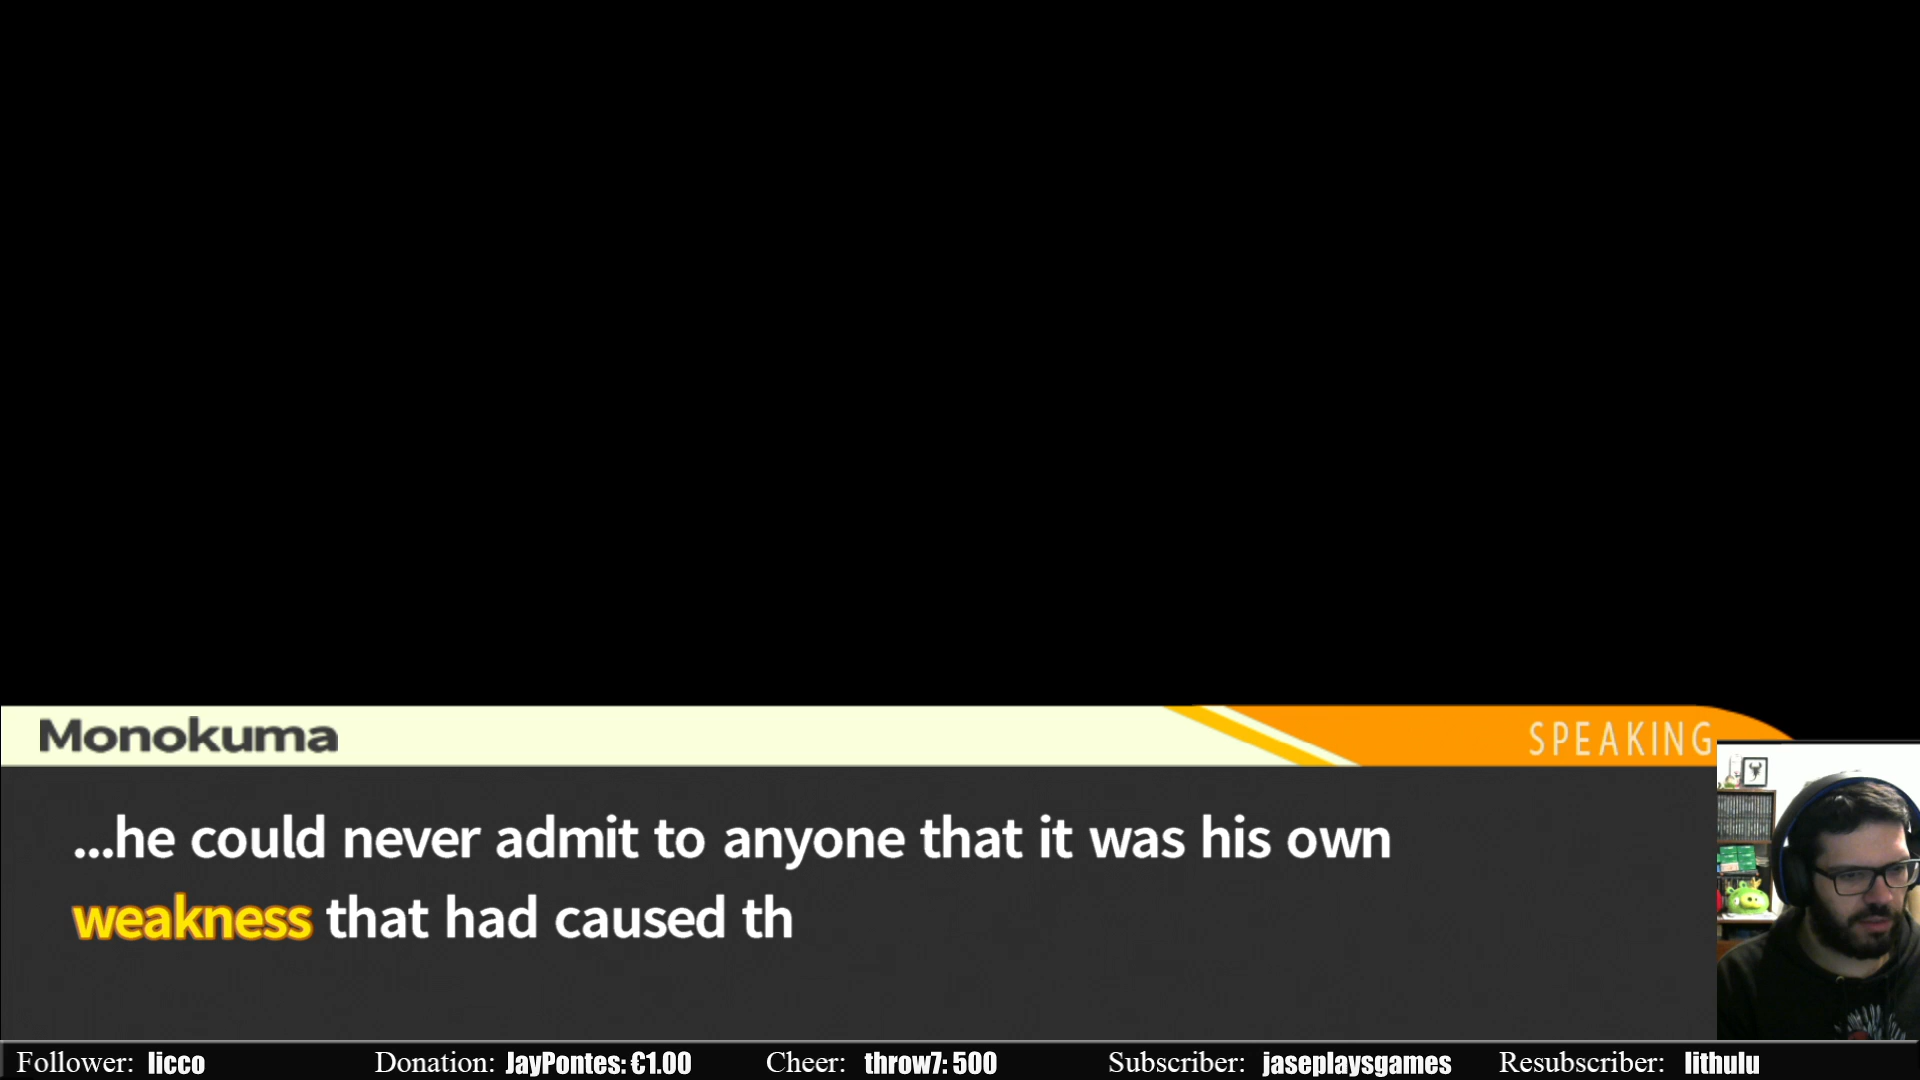 Monokuma
SPEAKING
...he could never admit to anyone that it was his own
weakness that had caused th
Follower: licco Donation: JayPontes: €1.00 Cheer: throw7: 500 Subscriber: jaseplaysgames Resubscriber: lithulu